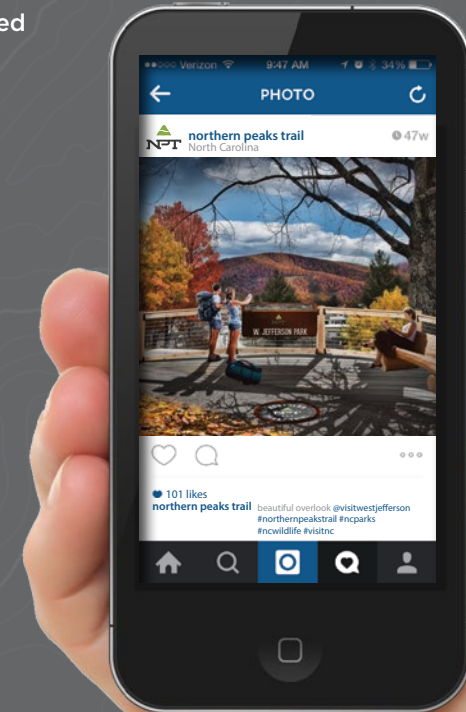 ed
Verizon 9:47 AM 34%
PHOTO
NPT
northern peaks trail
North Carolina
47w
W. JEFFERSON PARK
101 likes
northern peaks trail beautiful overlook @visitwestjefferson
#northernpeakstrail #ncparks
#ncwildlife #visitnc